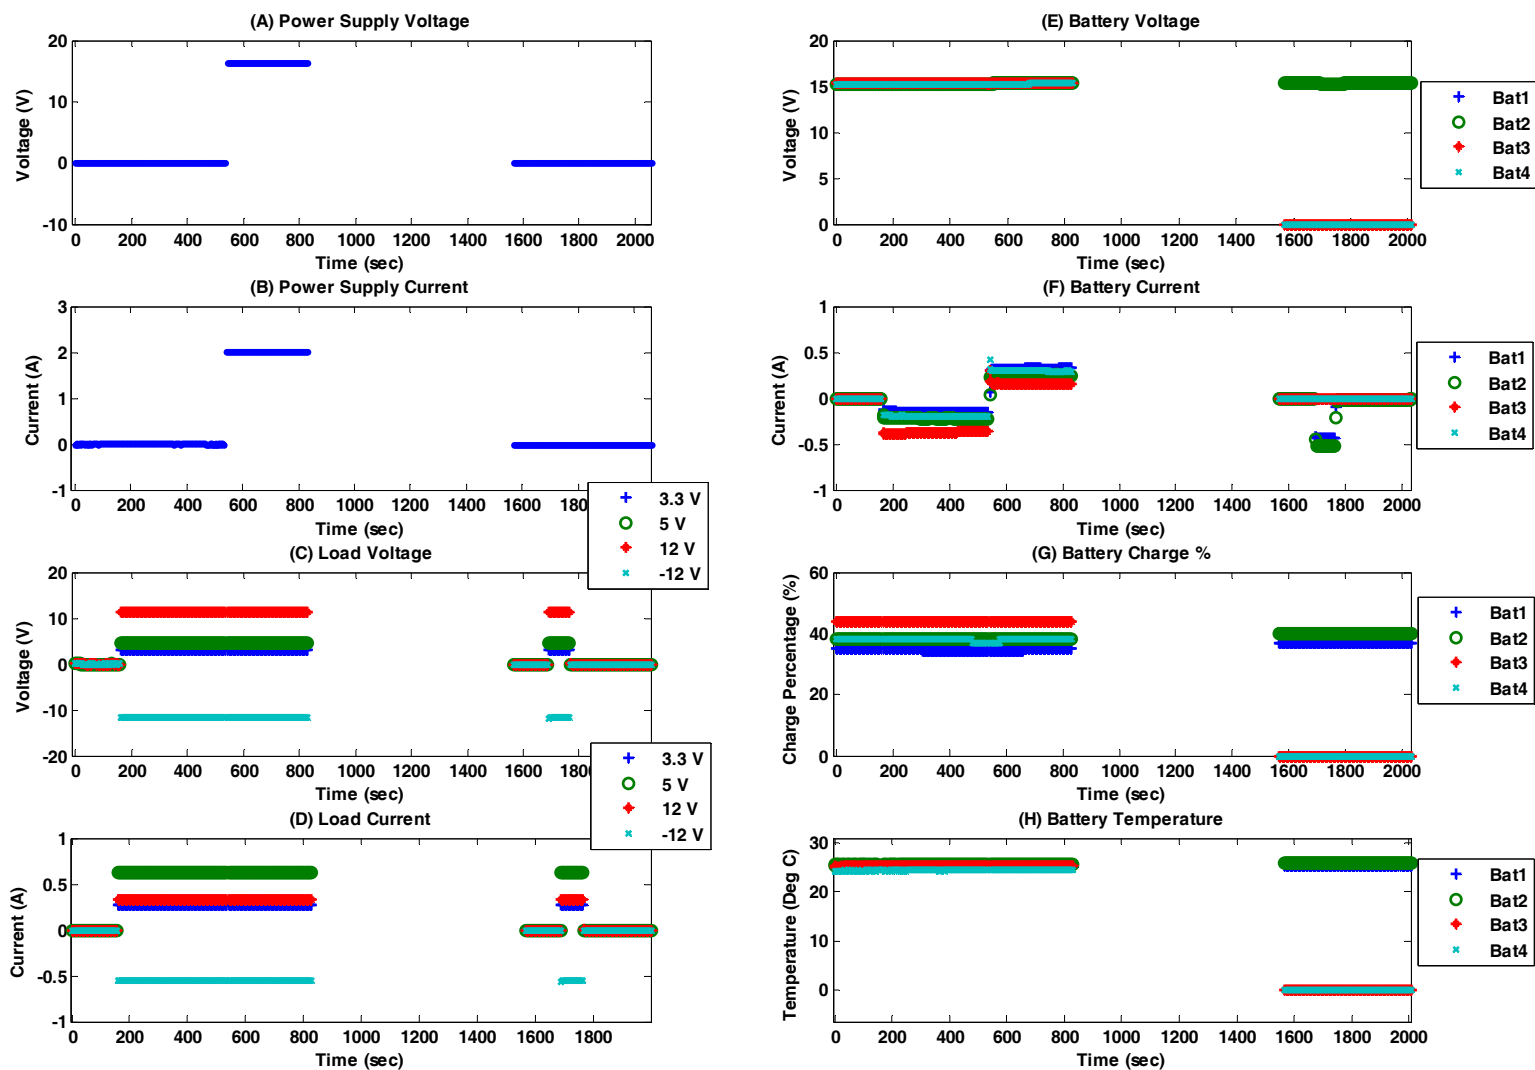 (A) Power Supply Voltage
20
10
0
-10
Voltage (V)
0 200 400 600 800 1000 1200 1400 1600 1800 2000
Time (sec)
(B) Power Supply Current
3
2
1
0
-1
Current (A)
0 200 400 600 800 1000 1200 1400 1600 1800 2000
Time (sec)
3.3 V
5 V
12 V
-12 V
(C) Load Voltage
20
10
0
-10
-20
Voltage (V)
0 200 400 600 800 1000 1200 1400 1600 180
Time (sec)
3.3 V
5 V
12 V
-12 V
(D) Load Current
1
0.5
0
-0.5
-1
Current (A)
0 200 400 600 800 1000 1200 1400 1600 1800
Time (sec)
(E) Battery Voltage
20
15
10
5
0
Voltage (V)
0 200 400 600 800 1000 1200 1400 1600 1800 2000
Time (sec)
Bat1
Bat2
Bat3
Bat4
(F) Battery Current
1
0.5
0
-0.5
-1
Current (A)
0 200 400 600 800 1000 1200 1400 1600 1800 2000
Time (sec)
Bat1
Bat2
Bat3
Bat4
(G) Battery Charge %
60
40
20
0
Charge Percentage (%)
0 200 400 600 800 1000 1200 1400 1600 1800 2000
Time (sec)
Bat1
Bat2
Bat3
Bat4
(H) Battery Temperature
30
20
10
0
Temperature (Deg C)
0 200 400 600 800 1000 1200 1400 1600 1800 2000
Time (sec)
Bat1
Bat2
Bat3
Bat4